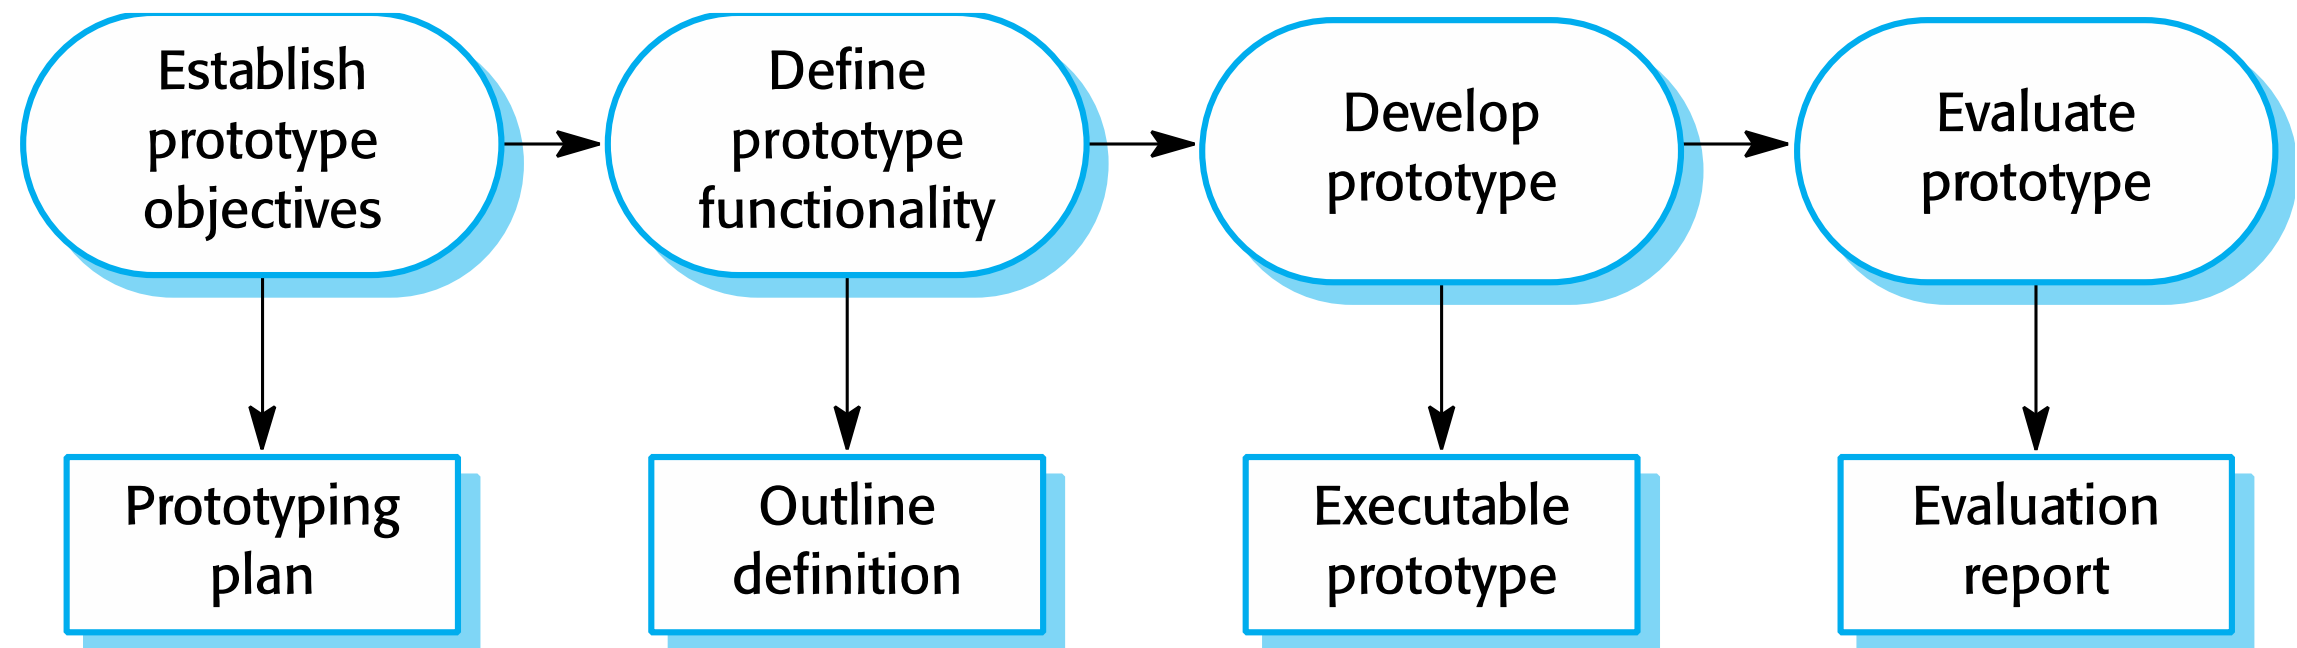 Establish
prototype
objectives
Define
prototype
functionality
Develop
prototype
Evaluate
prototype
Prototyping
plan
Outline
definition
Executable
prototype
Evaluation
report